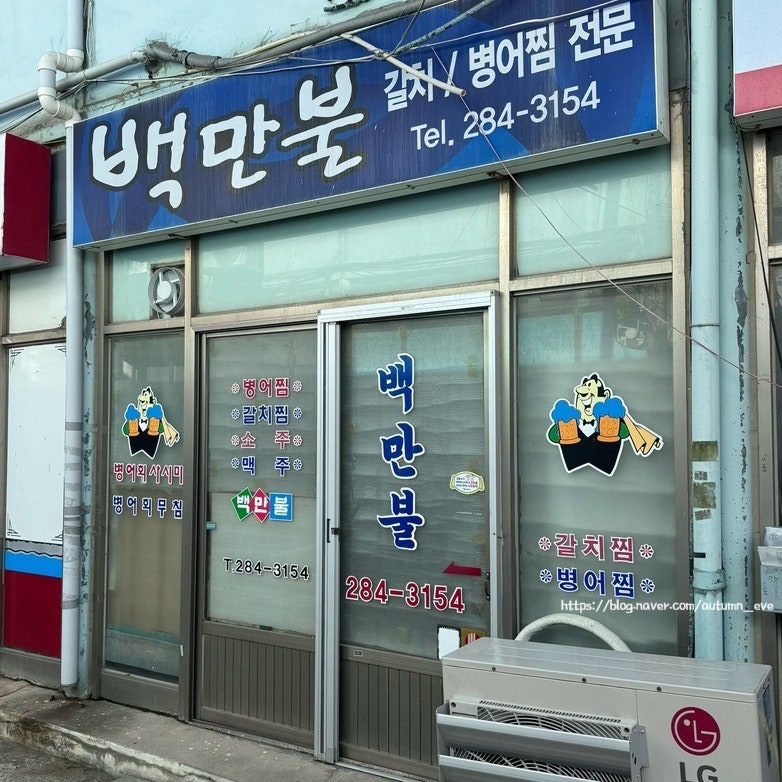 백만불
갈치 / 병어찜 전문
Tel. 284-3154
병어회사시미
병어회무침
※병어찜※
※갈치찜※
※소 주※
※맥 주※
백만불
T.284-3154
백만불
284-3154
※갈치찜※
※병어찜※
https://blog.naver.com/autumn_eve
LG